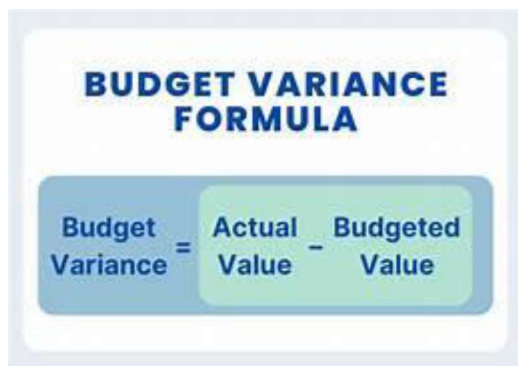 BUDGET VARIANCE
FORMULA
Budget
Variance
=
Actual
Value
–
Budgeted
Value